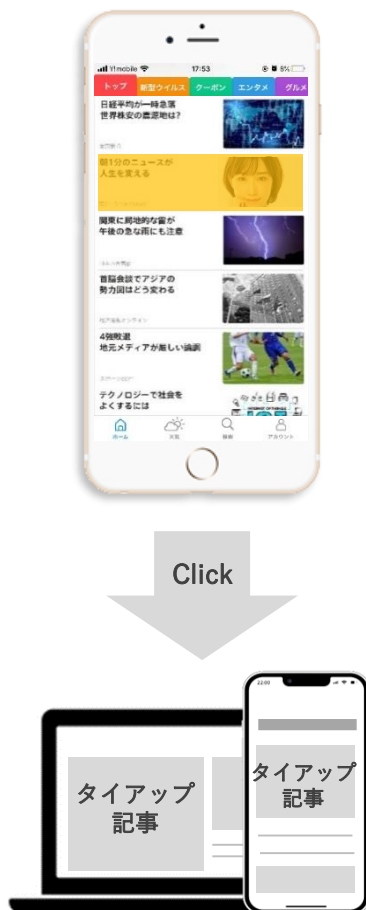 Y!mobile 17:53 8%
トップ 新型ウイルス クーポン エンタメ グルメ
日経平均が一時急落
世界株安の震源地は?
朝1分のニュースが
人生を変える
関東に局地的な雷が
午後の急な雨にも注意
首脳会談でアジアの
勢力図はどう変わる
4強敗退
地元メディアが厳しい論調
テクノロジーで社会を
よくするには
INTERNET OF THINGS
ホーム 天気 検索 アカウント
Click
22:09
タイアップ
記事
タイアップ
記事